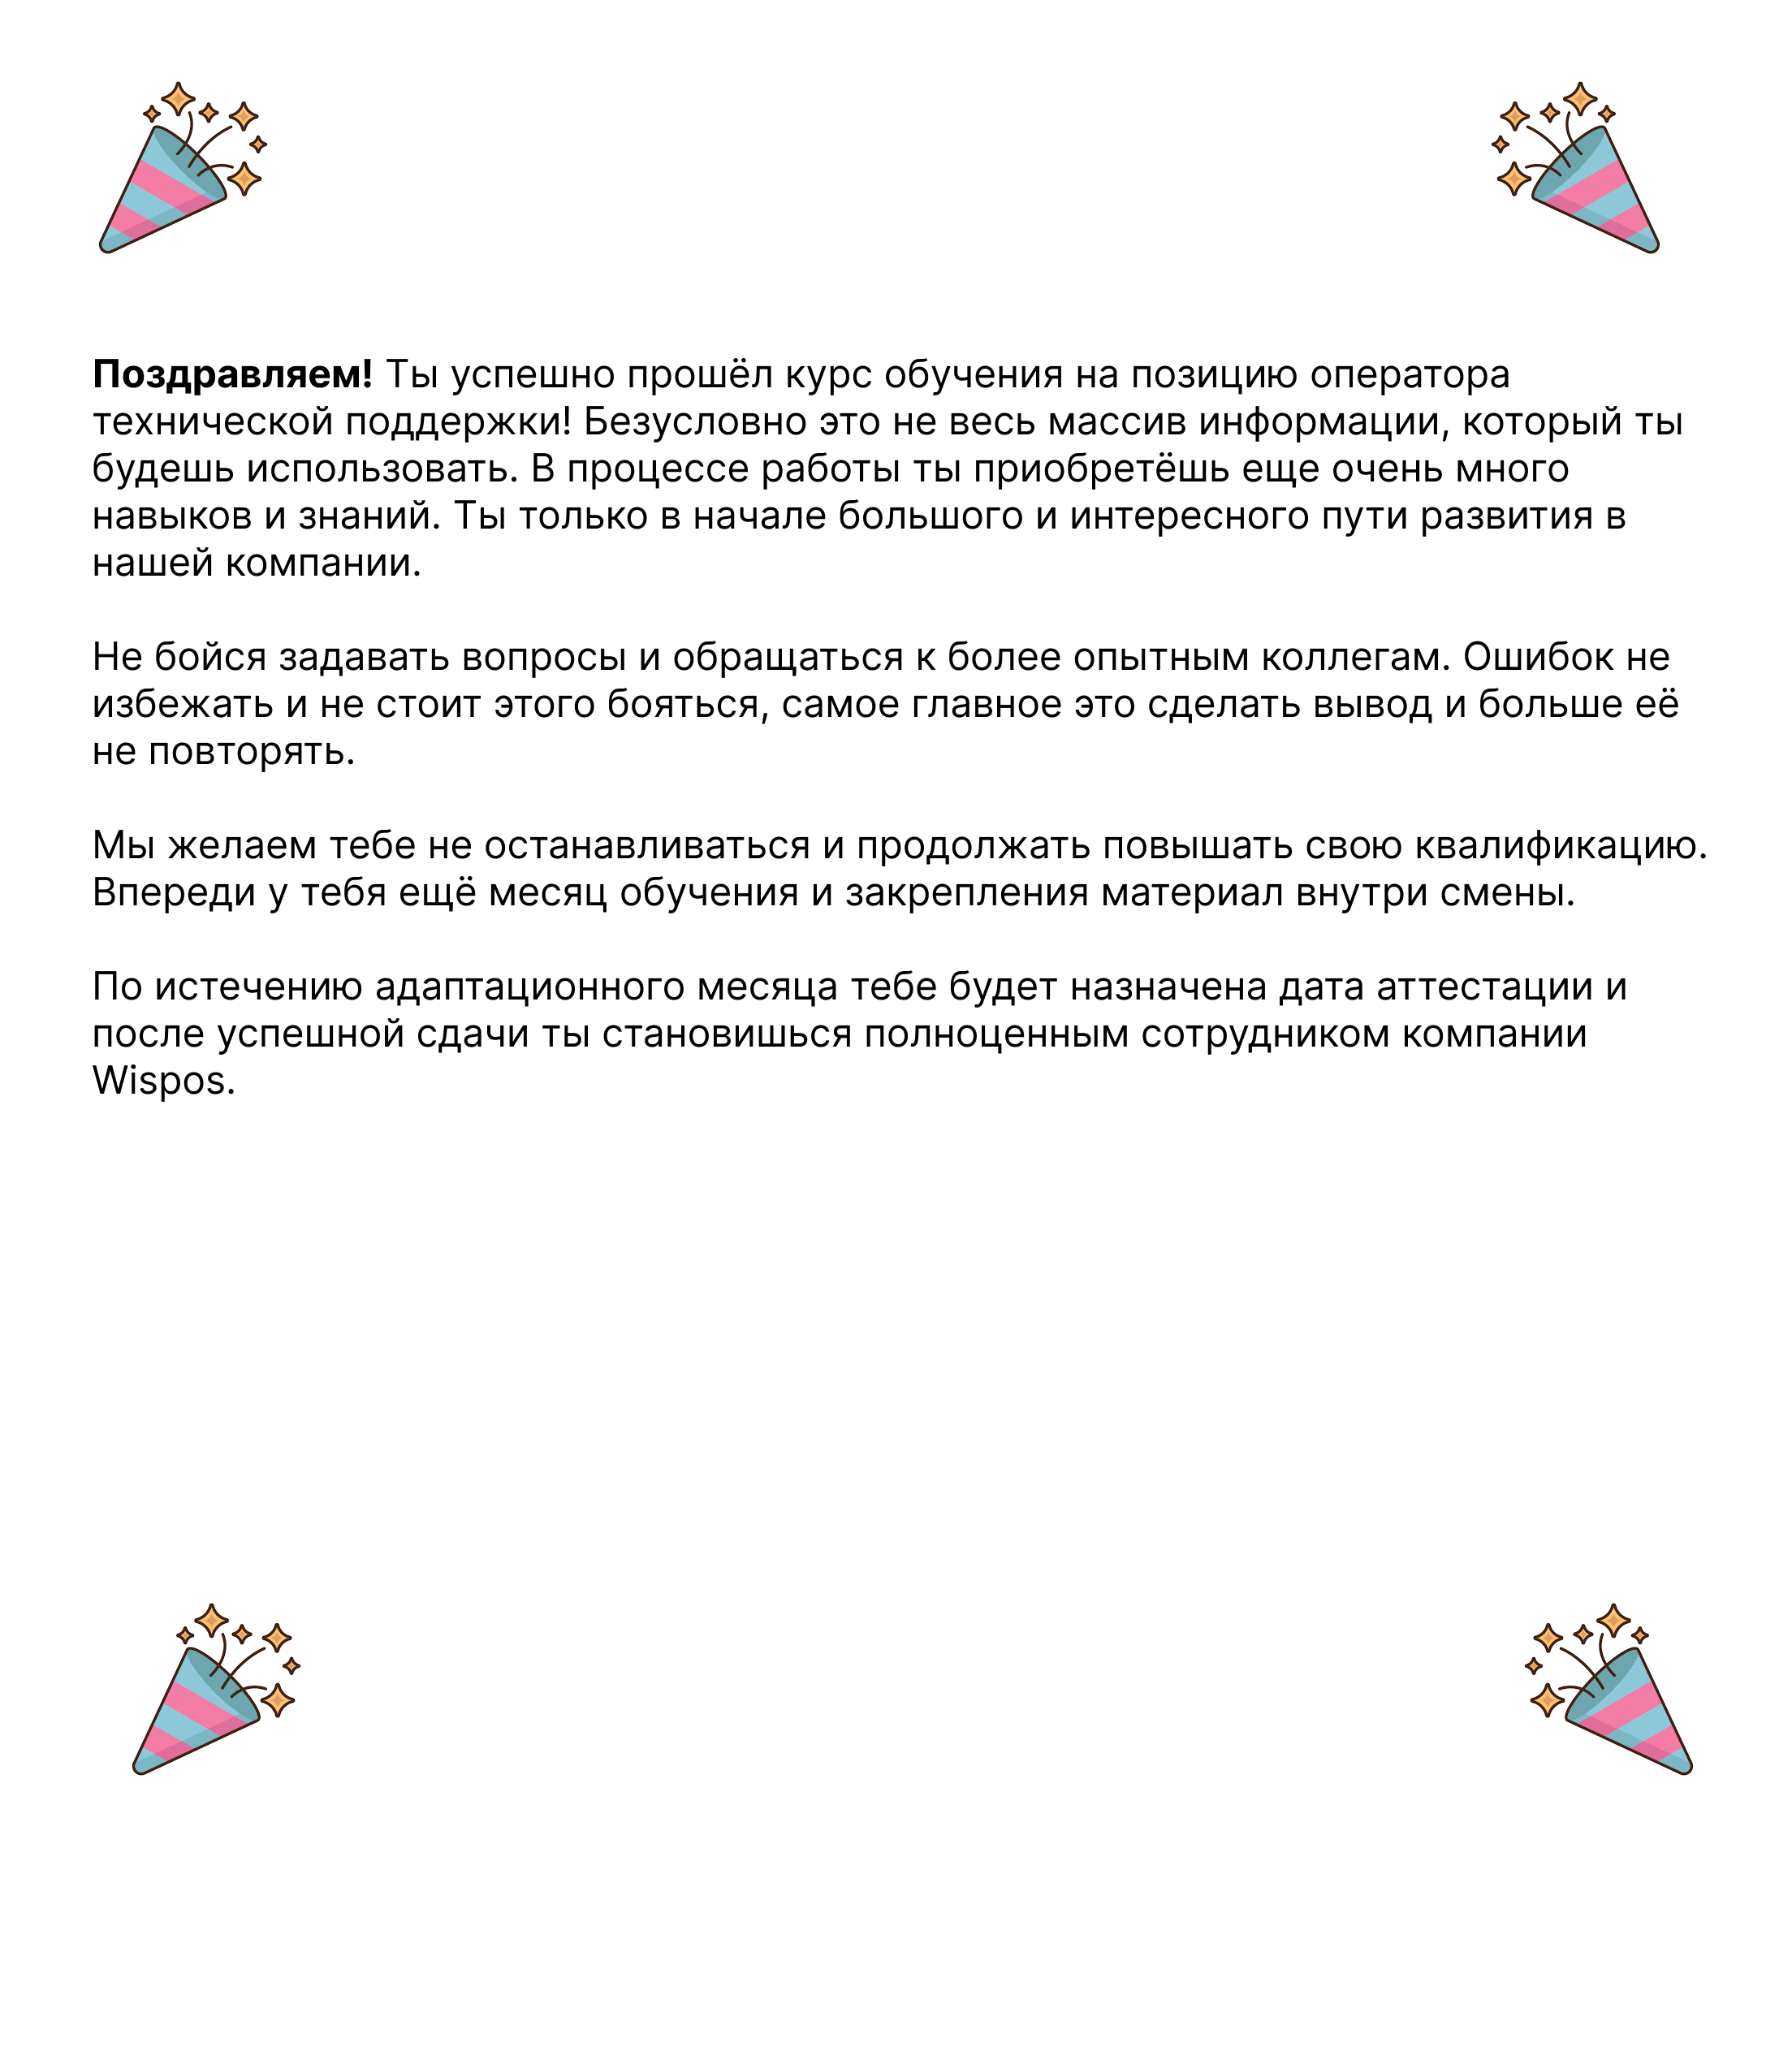 Поздравляем! Ты успешно прошёл курс обучения на позицию оператора
технической поддержки! Безусловно это не весь массив информации, который ты
будешь использовать. В процессе работы ты приобретёшь еще очень много
навыков и знаний. Ты только в начале большого и интересного пути развития в
нашей компании.
Не бойся задавать вопросы и обращаться к более опытным коллегам. Ошибок не
избежать и не стоит этого бояться, самое главное это сделать вывод и больше её
не повторять.
Мы желаем тебе не останавливаться и продолжать повышать свою квалификацию.
Впереди у тебя ещё месяц обучения и закрепления материал внутри смены.
По истечению адаптационного месяца тебе будет назначена дата аттестации и
после успешной сдачи ты становишься полноценным сотрудником компании
Wispos.